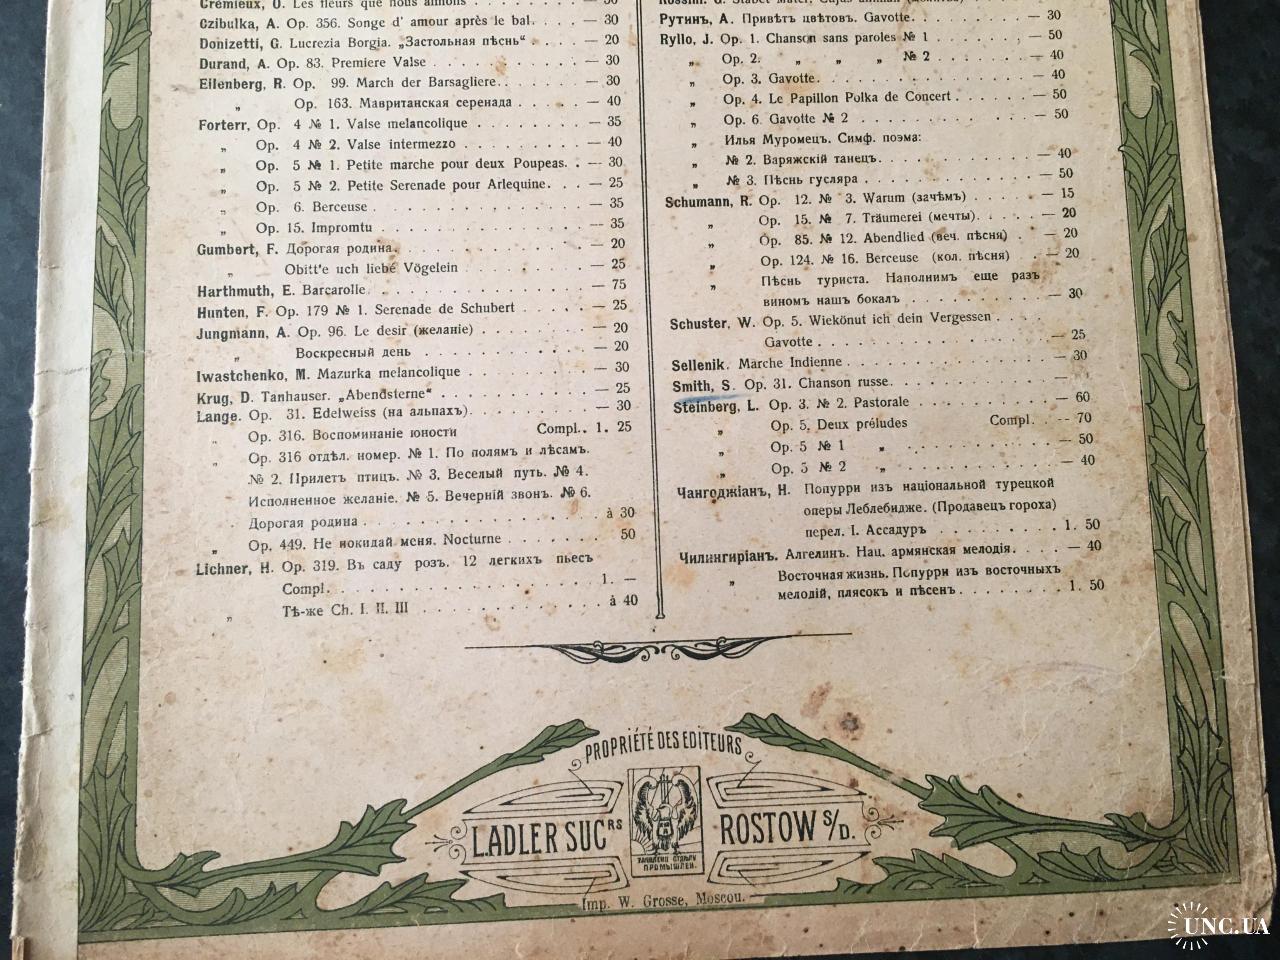 Crémieux, O. Les fleurs que nous aimons . . . . . . . — 30
Czibulka, A. Op. 356. Songe d' amour après le bal. . . . . — 30
Donizetti, G. Lucrezia Borgia. „Застольная пѣснь“ . . . . — 20
Durand, A. Op. 83. Premiere Valse . . . . . . . . . — 30
Eilenberg, R. Op. 99. March der Barsagliere. . . . . . — 30
„ Op. 163. Мавританская серенада . . . . . — 40
Forterr, Op. 4 № 1. Valse melancolique . . . . . . . . — 35
„ Op. 4 № 2. Valse intermezzo . . . . . . . . . — 40
„ Op. 5 № 1. Petite marche pour deux Poupeas. . — 30
„ Op. 5 № 2. Petite Serenade pour Arlequine. . . — 25
„ Op. 6. Berceuse . . . . . . . . . . . . — 35
„ Op. 15. Impromtu . . . . . . . . . . . . — 35
Gumbert, F. Дорогая родина. . . . . . . . . . . — 20
„ Obitt'e uch liebé Vögelein . . . . . . . . — 25
Harthmuth, E. Barcarolle . . . . . . . . . . . . — 75
Hunten, F. Op. 179 № 1. Serenade de Schubert . . . . . — 25
Jungmann, A. Op. 96. Le desir (желаніе) . . . . . . . — 20
„ Воскресный день . . . . . . . . . — 20
Iwastchenko, M. Mazurka melancolique . . . . . . . . — 30
Krug, D. Tanhauser. „Abendsterne“ . . . . . . . . . — 25
Lange. Op. 31. Edelweiss (на альпахъ). . . . . . . . — 30
„ Op. 316. Воспоминаніе юности Compl. . 1. 25
„ Op. 316 отдѣл. номер. № 1. По полямъ и лѣсамъ.
№ 2. Прилетъ птицъ. № 3. Веселый путь. № 4.
Исполненное желаніе. № 5. Вечерній звонъ. № 6.
Дорогая родина . . . . . . . . . . . . . à 30
„ Op. 449. Не покидай меня. Nocturne . . . . . . . 50
Lichner, H. Op. 319. Въ саду розъ. 12 легкихъ пьесъ
Compl. . . . . . . . . . . . . . 1. —
„ Тѣ-же Ch. I. II. III . . . . . . . . . . à 40
Rossini. G. Stabat Mater.
Рутинъ, А. Привѣтъ цвѣтовъ. Gavotte. . . . . . . . — 30
Ryllo, J. Op. 1. Chanson sans paroles № 1 . . . . . . . — 50
„ Op. 2. „ „ „ № 2 . . . . . . . — 40
„ Op. 3. Gavotte. . . . . . . . . . . . . — 40
„ Op. 4. Le Papillon Polka de Concert . . . . . . — 50
„ Op. 6. Gavotte № 2 . . . . . . . . . . . — 50
„ Илья Муромецъ. Симф. поэма:
„ № 2. Варяжскій танецъ. . . . . . . . . . — 40
„ № 3. Пѣснь гусляра . . . . . . . . . . . — 50
Schumann, R. Op. 12. № 3. Warum (зачѣмъ) . . . . . — 15
„ Op. 15. № 7. Träumerei (мечты). . . . . — 20
„ Op. 85. № 12. Abendlied (веч. пѣсня) . . — 20
„ Op. 124. № 16. Berceuse (кол. пѣсня) . — 20
„ Пѣснь туриста. Наполнимъ еще разъ
виномъ нашъ бокалъ . . . . . . . . . . — 30
Schuster, W. Op. 5. Wiekönut ich dein Vergessen . . . .
Gavotte . . . . . . . . . . . . . — 25
Sellenik. Marche Indienne . . . . . . . . . . . . — 30
Smith, S. Op. 31. Chanson russe. . . . . . . . . .
Steinberg, L. Op. 3. № 2. Pastorale . . . . . . . . — 60
„ Op. 5. Deux préludes Compl. . . — 70
„ Op. 5 № 1 „ . . . . . . . . . . — 50
„ Op. 5 № 2 „ . . . . . . . . . . — 40
Чангоджіанъ, Н. Попурри изъ національной турецкой
оперы Леблебидже. (Продавецъ гороха)
перел. І. Ассадуръ . . . . . . . . . 1. 50
Чилингиріанъ. Алгелинъ. Нац. армянская мелодія. . . . . — 40
„ Восточная жизнь. Попурри изъ восточныхъ
мелодій, плясокъ и пѣсенъ . . . . . . . . 1. 50
PROPRIÉTÉ DES EDITEURS
L. ADLER SUCRS
ROSTOW S/D.
ПРОМЫШЛЕН.
Imp. W. Grosse, Moscou.
UNC.UA